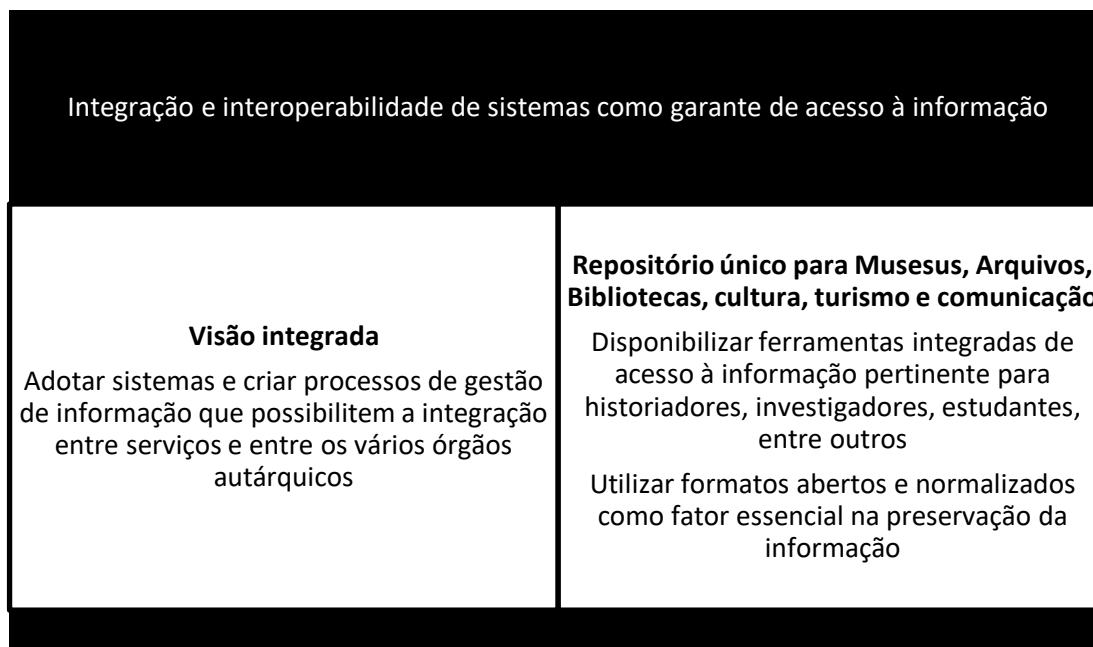 Integração e interoperabilidade de sistemas como garante de acesso à informação
Visão integrada
Adotar sistemas e criar processos de gestão
de informação que possibilitem a integração
entre serviços e entre os vários órgãos
autárquicos
Repositório único para Musesus, Arquivos,
Bibliotecas, cultura, turismo e comunicação
Disponibilizar ferramentas integradas de
acesso à informação pertinente para
historiadores, investigadores, estudantes,
entre outros
Utilizar formatos abertos e normalizados
como fator essencial na preservação da
informação